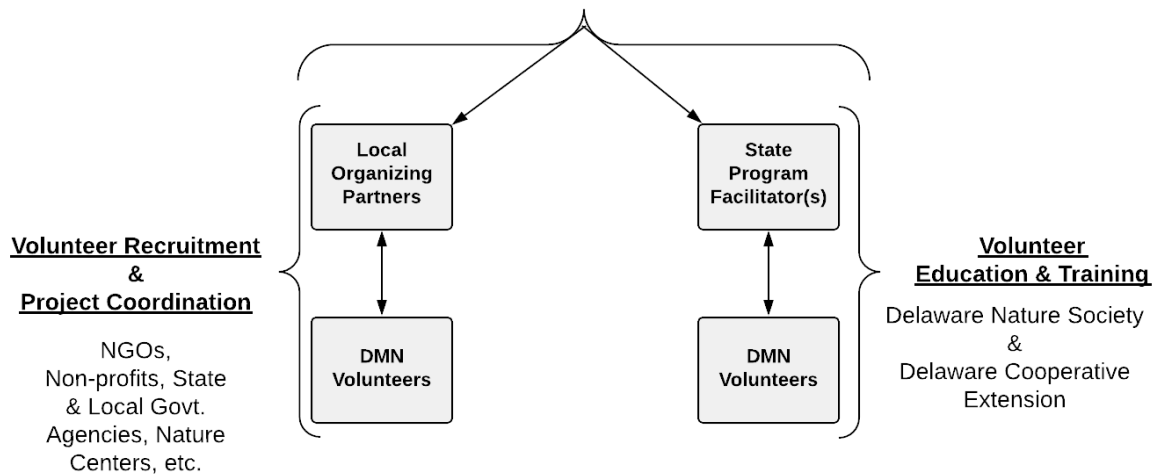 Local
Organizing
Partners
State
Program
Facilitator(s)
Volunteer Recruitment
&
Project Coordination
NGOs,
Non-profits, State
& Local Govt.
Agencies, Nature
Centers, etc.
DMN
Volunteers
DMN
Volunteers
Volunteer
Education & Training
Delaware Nature Society
&
Delaware Cooperative
Extension